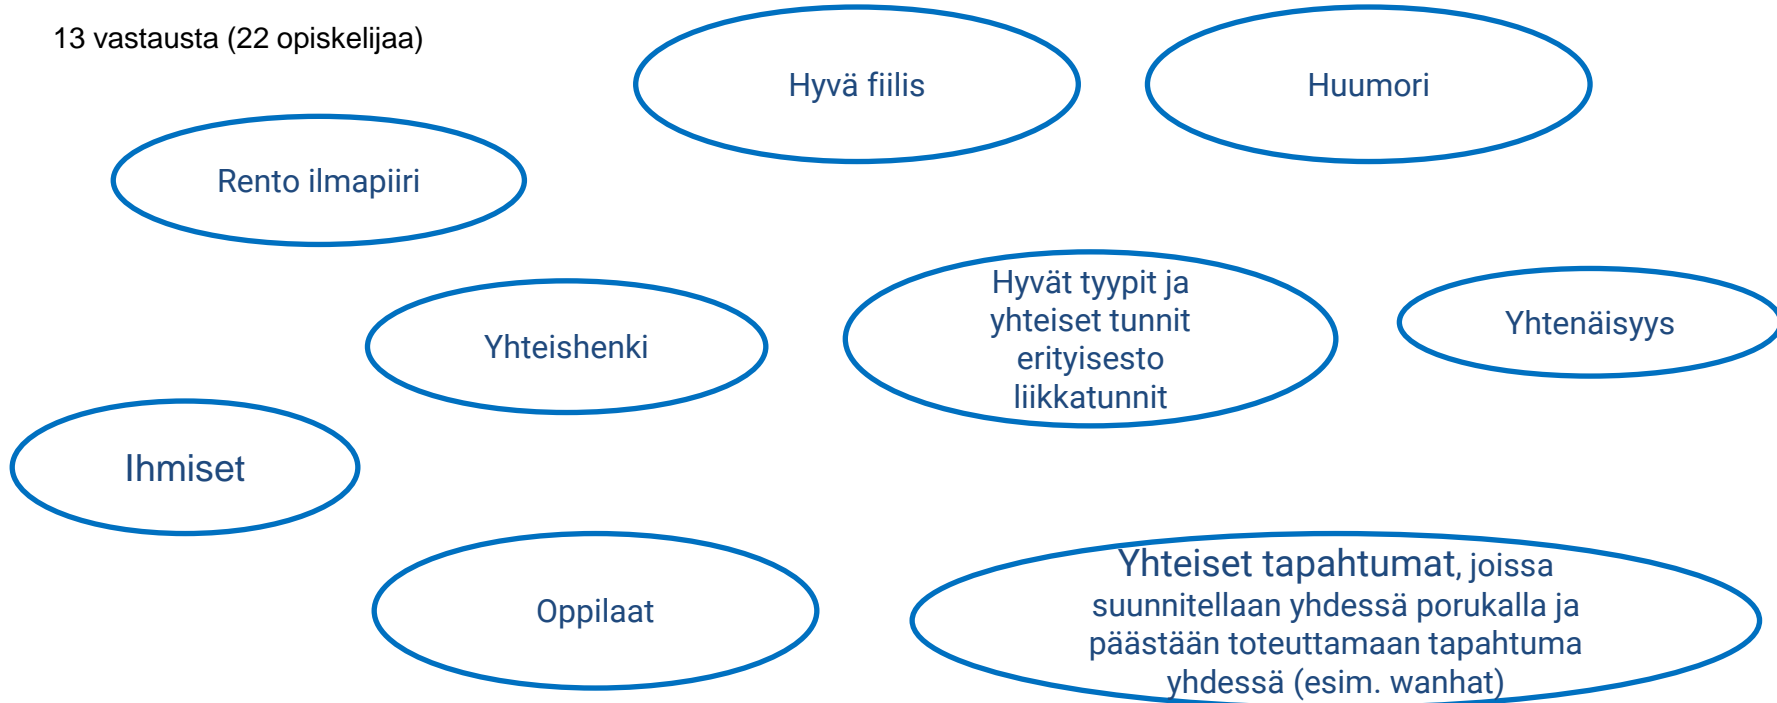 13 vastausta (22 opiskelijaa)
Hyvä fiilis
Huumori
Rento ilmapiiri
Hyvät tyypit ja
yhteiset tunnit
erityisesto
liikkatunnit
Yhtenäisyys
Yhteishenki
Ihmiset
Oppilaat
Yhteiset tapahtumat, joissa
suunnitellaan yhdessä porukalla ja
päästään toteuttamaan tapahtuma
yhdessä (esim. wanhat)